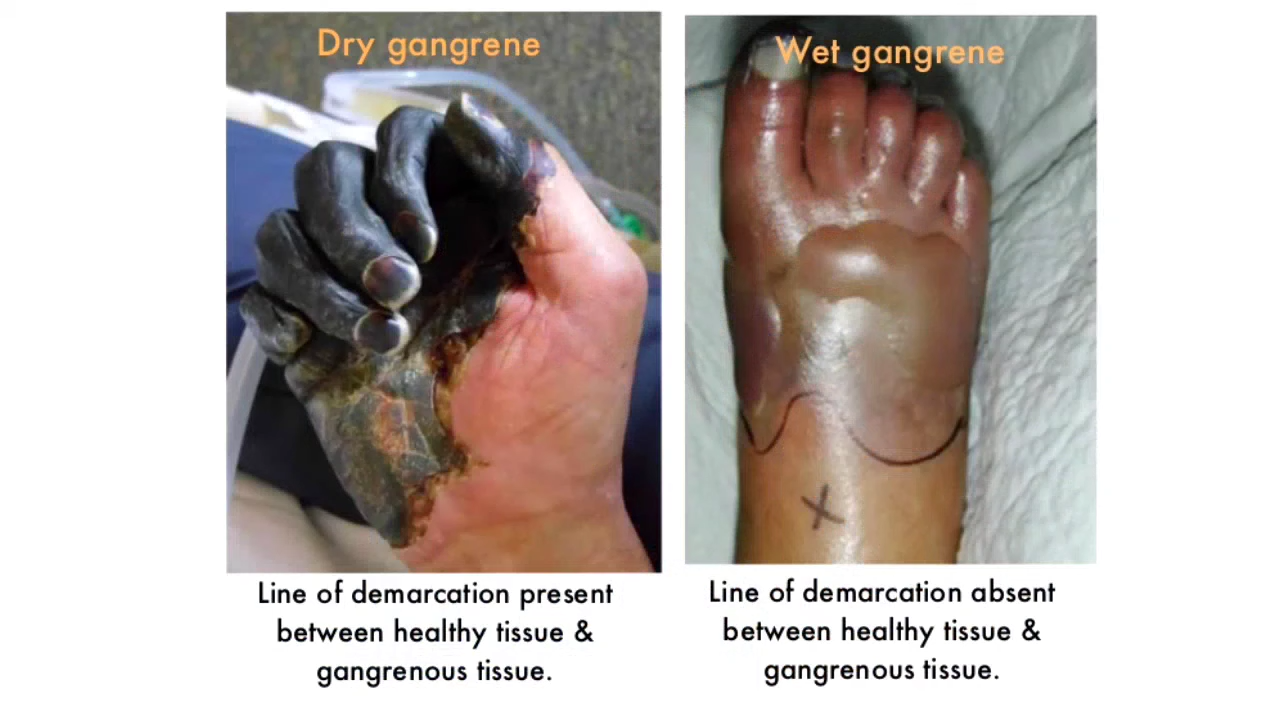 Dry gangrene
Wet gangrene
Line of demarcation present
between healthy tissue &
gangrenous tissue.
Line of demarcation absent
between healthy tissue &
gangrenous tissue.
X